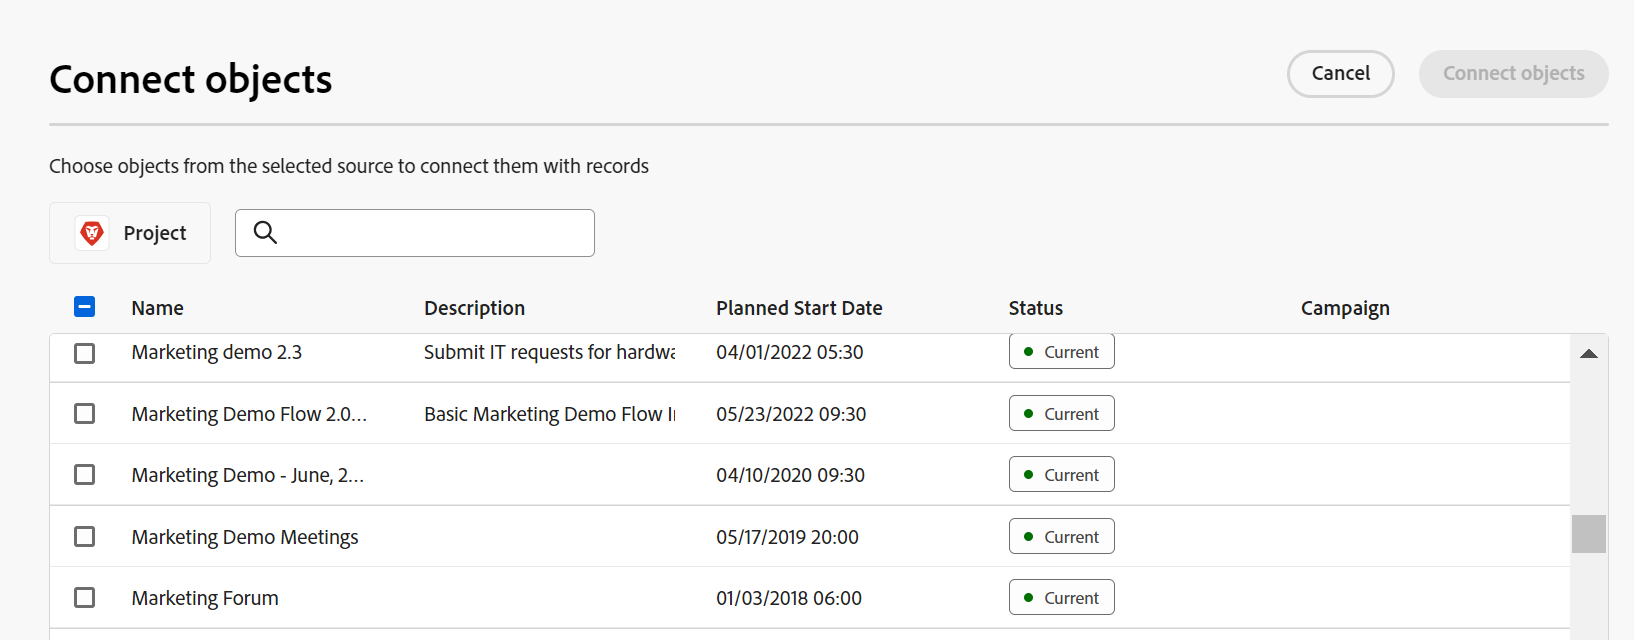 Connect objects
Cancel
Connect objects
Choose objects from the selected source to connect them with records
Project
Name Description Planned Start Date Status Campaign
Marketing demo 2.3 Submit IT requests for hardwa 04/01/2022 05:30 Current
Marketing Demo Flow 2.0... Basic Marketing Demo Flow 05/23/2022 09:30 Current
Marketing Demo - June, 2... 04/10/2020 09:30 Current
Marketing Demo Meetings 05/17/2019 20:00 Current
Marketing Forum 01/03/2018 06:00 Current